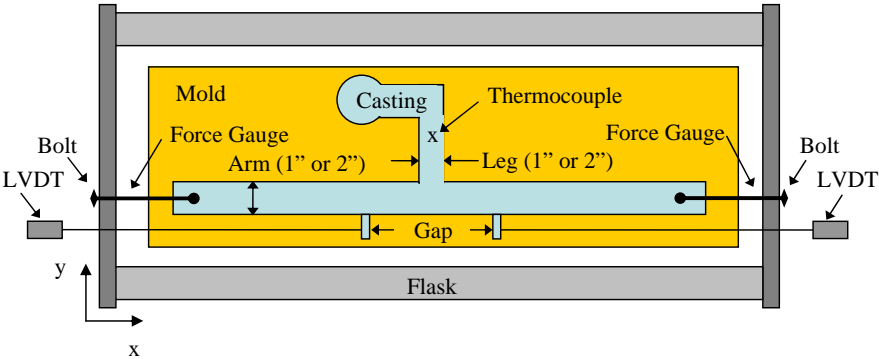 Mold
Casting
Thermocouple
Force Gauge
Force Gauge
Bolt
Bolt
x
Arm (1” or 2”)
Leg (1” or 2”)
LVDT
LVDT
Gap
y
Flask
x